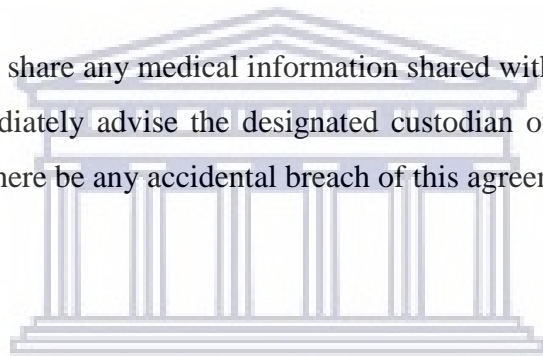 share any medical information shared with
diately advise the designated custodian of
here be any accidental breach of this agreem